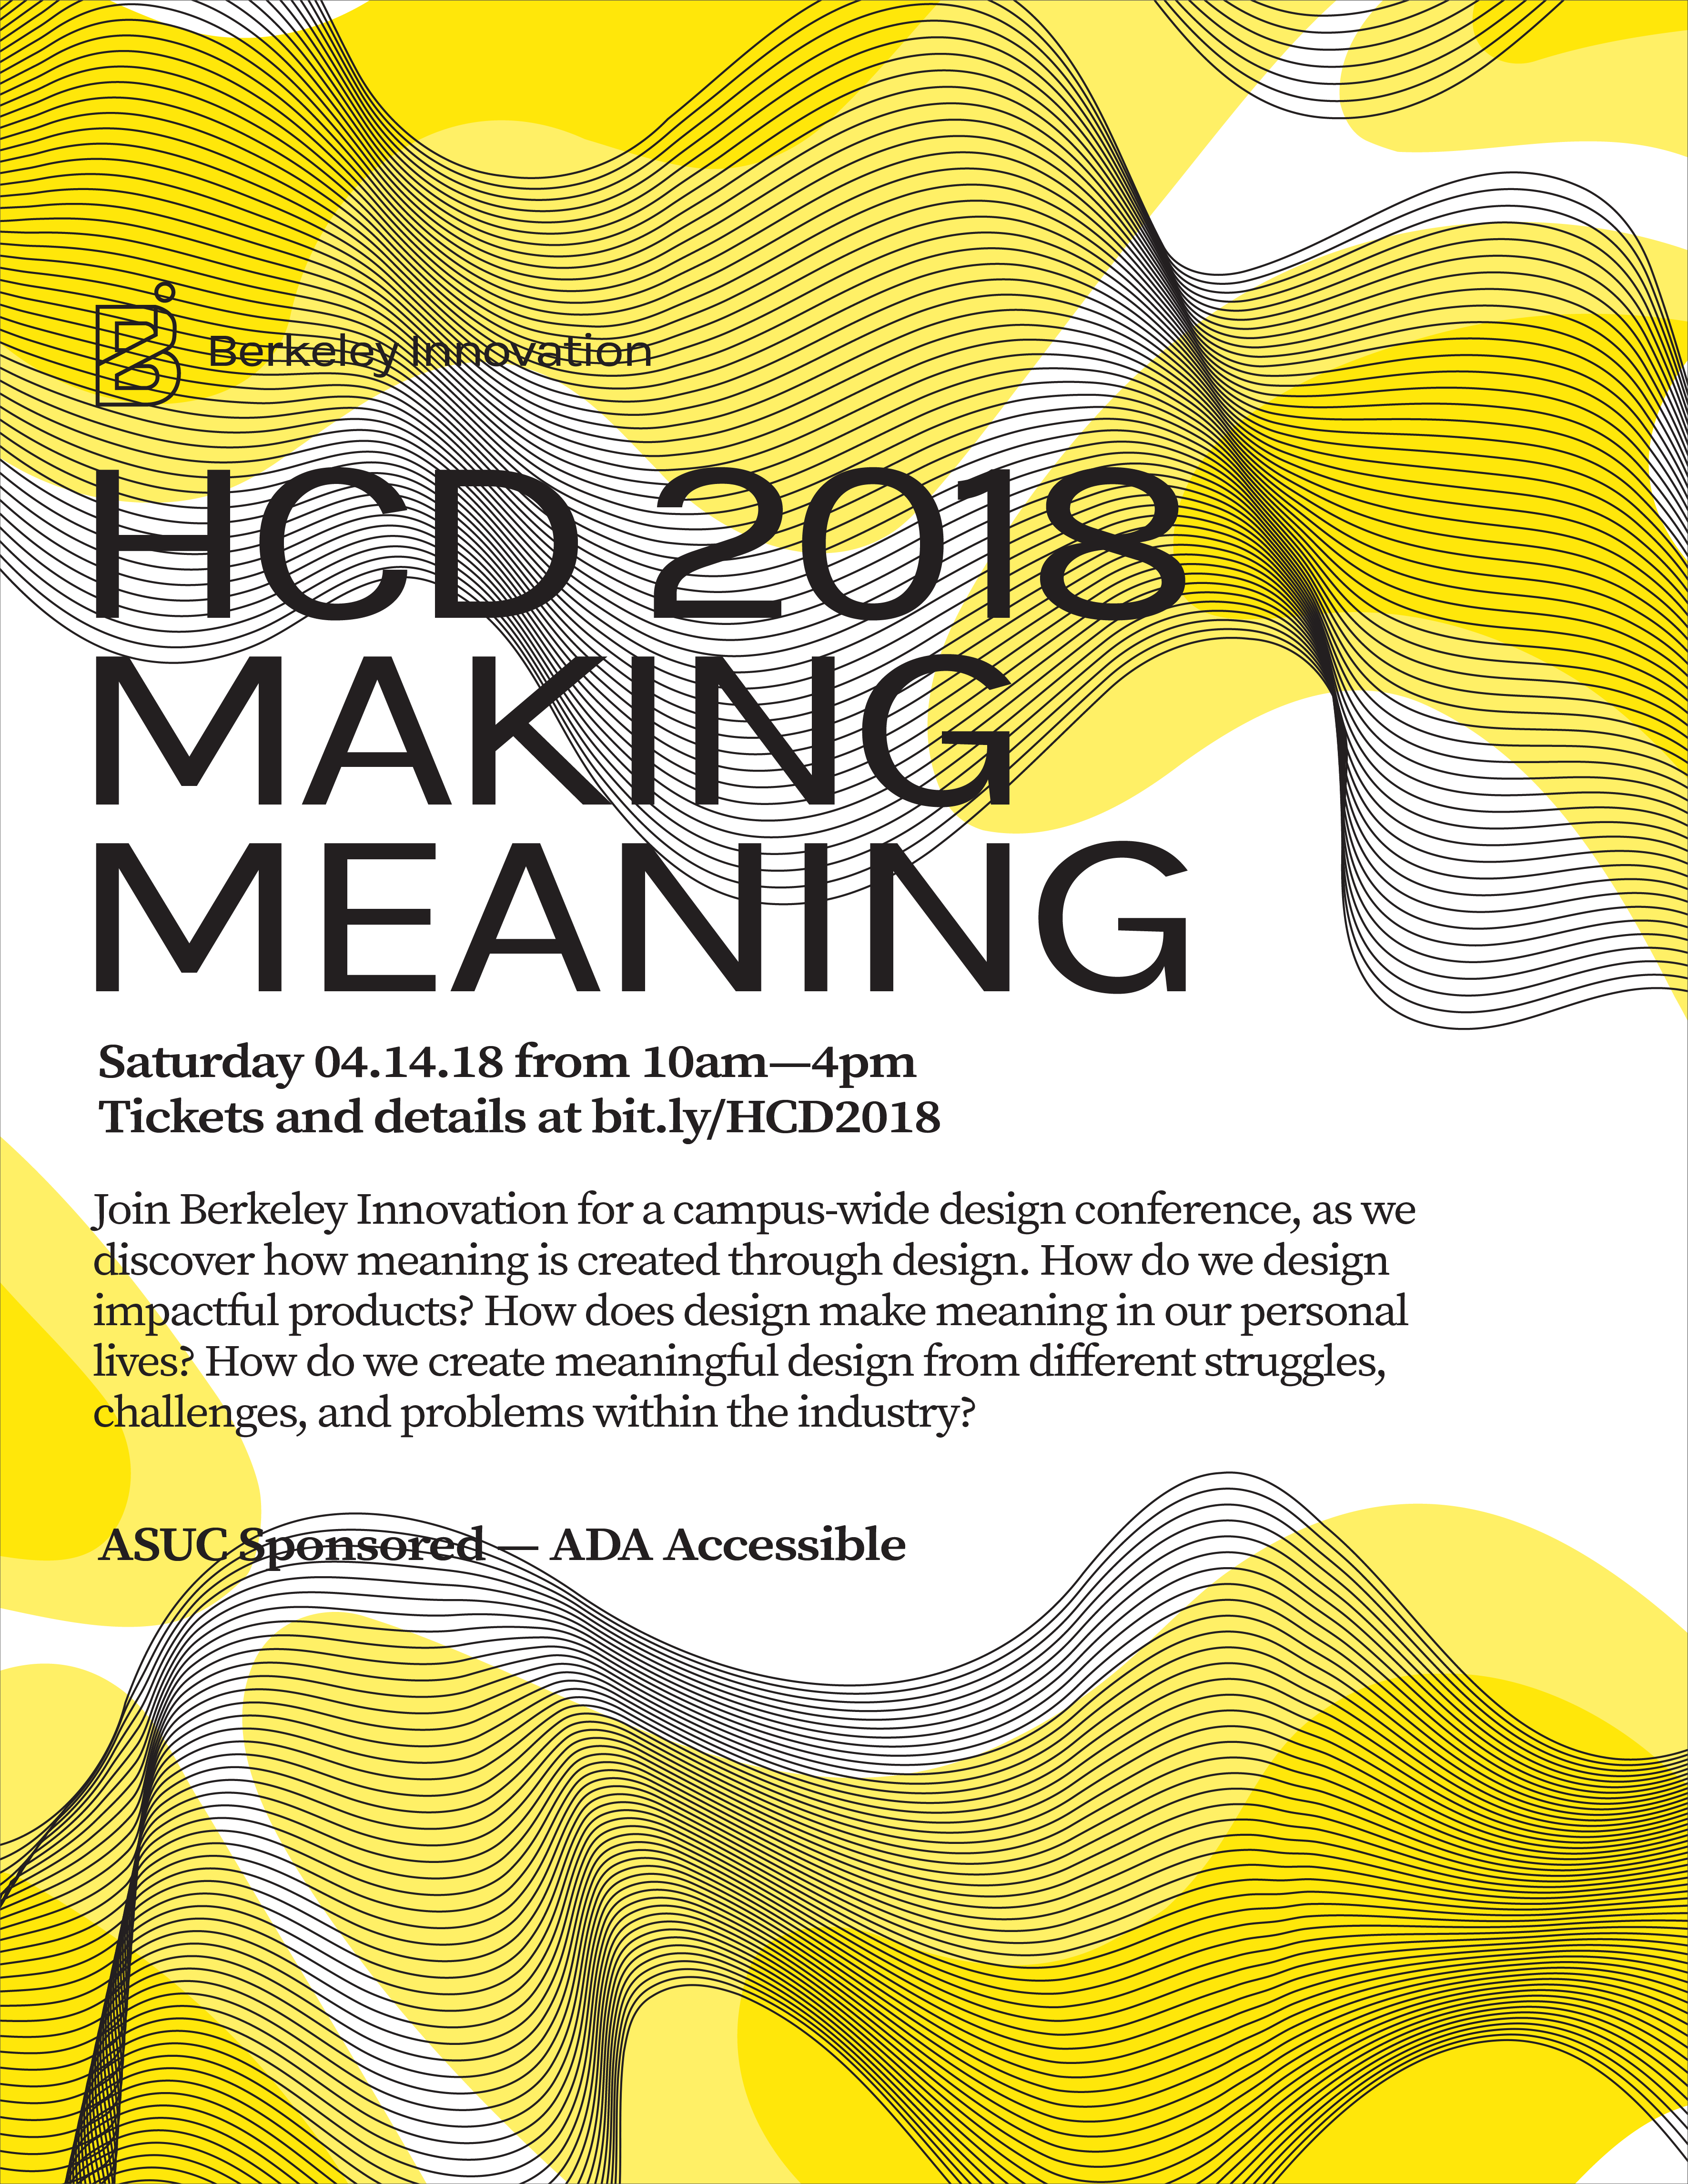 Berkeley Innovation
HCD 2018
MAKING
MEANING
Saturday 04.14.18 from 10am—4pm
Tickets and details at bit.ly/HCD2018
Join Berkeley Innovation for a campus-wide design conference, as we
discover how meaning is created through design. How do we design
impactful products? How does design make meaning in our personal
lives? How do we create meaningful design from different struggles,
challenges, and problems within the industry?
ASUC Sponsored — ADA Accessible